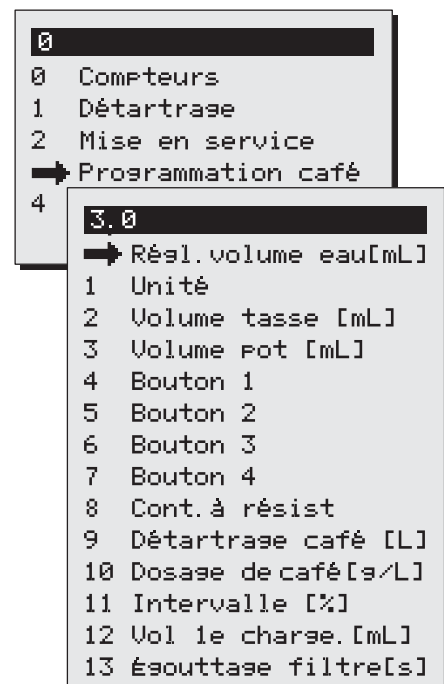 0
0 Compteurs
1 Détartrage
2 Mise en service
Programmation café
4
3.0
Régl.volume eau[mL]
1 Unité
2 Volume tasse [mL]
3 Volume pot [mL]
4 Bouton 1
5 Bouton 2
6 Bouton 3
7 Bouton 4
8 Cont.à résist
9 Détartrage café [L]
10 Dosage de café[g/L]
11 Intervalle [%]
12 Vol 1e charge.[mL]
13 Égouttage filtre[s]